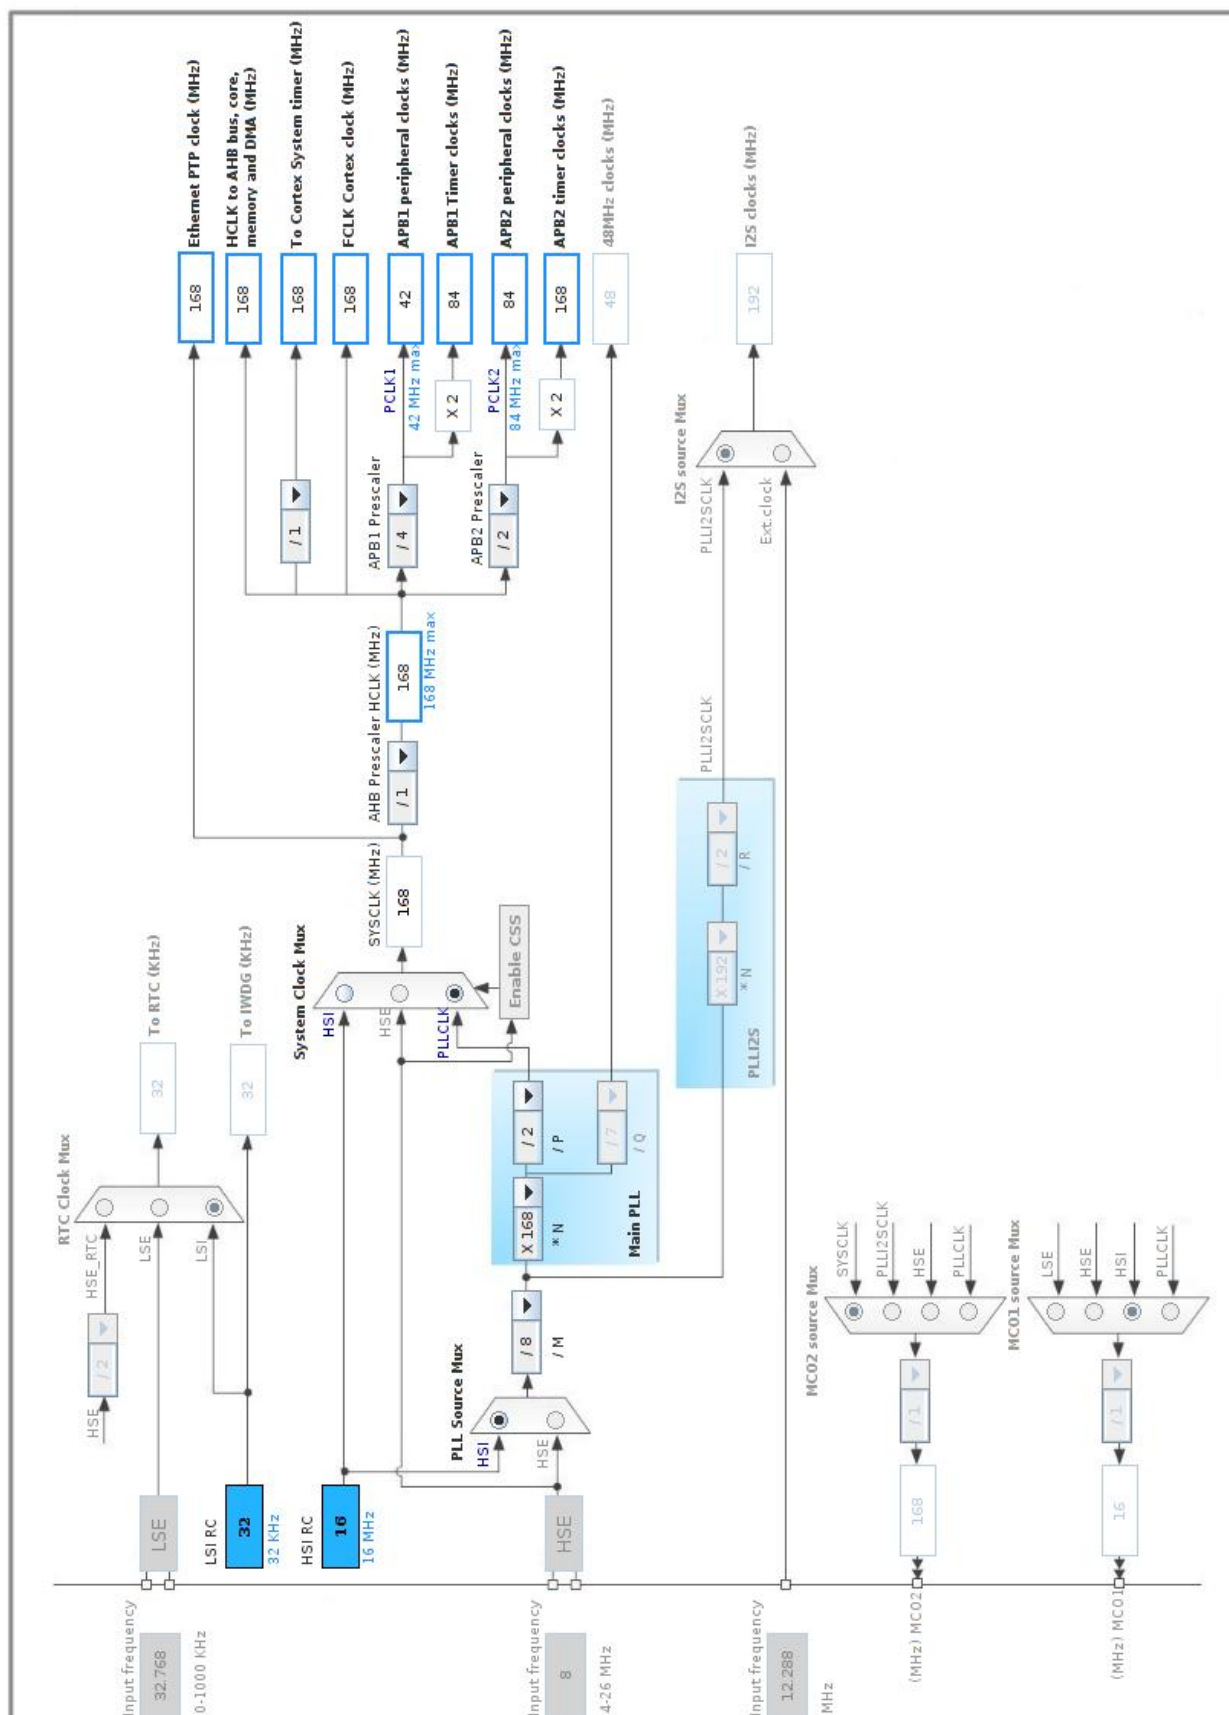 Input frequency
32.768
0-1000 KHz
LSE
HSE
/ 2
HSE_RTC
LSE
LSI
RTC Clock Mux
32
To RTC (KHz)
LSI RC
32
32 KHz
32
To IWDG (KHz)
HSI RC
16
16 MHz
System Clock Mux
HSI
HSE
PLLCLK
Enable CSS
SYSCLK (MHz)
168
AHB Prescaler
/ 1
HCLK (MHz)
168
168 MHz max
168
Ethernet PTP clock (MHz)
168
HCLK to AHB bus, core,
memory and DMA (MHz)
/ 1
168
To Cortex System timer (MHz)
168
FCLK Cortex clock (MHz)
APB1 Prescaler
/ 4
PCLK1
42 MHz max
42
APB1 peripheral clocks (MHz)
X 2
84
APB1 Timer clocks (MHz)
APB2 Prescaler
/ 2
PCLK2
84 MHz max
84
APB2 peripheral clocks (MHz)
X 2
168
APB2 timer clocks (MHz)
48
48MHz clocks (MHz)
Input frequency
8
4-26 MHz
HSE
PLL Source Mux
HSI
HSE
/ 8
/ M
X 168
* N
/ 2
/ P
/ 7
/ Q
Main PLL
X 192
* N
/ 2
/ R
PLLI2S
PLLI2SCLK
PLLI2SCLK
Ext.clock
I2S source Mux
192
I2S clocks (MHz)
Input frequency
12.288
MHz
MCO2 source Mux
SYSCLK
PLLI2SCLK
HSE
PLLCLK
/ 1
168
(MHz) MCO2
MCO1 source Mux
LSE
HSE
HSI
PLLCLK
/ 1
16
(MHz) MCO1